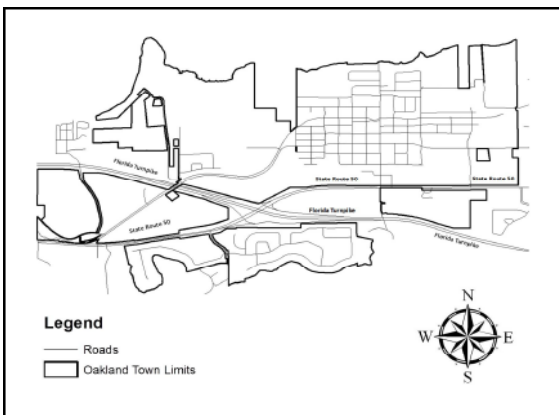 Florida Turnpike
State Route 50
State Route 50
State Route 50
Florida Turnpike
Florida Turnpike
Legend
Roads
Oakland Town Limits
N
W E
S